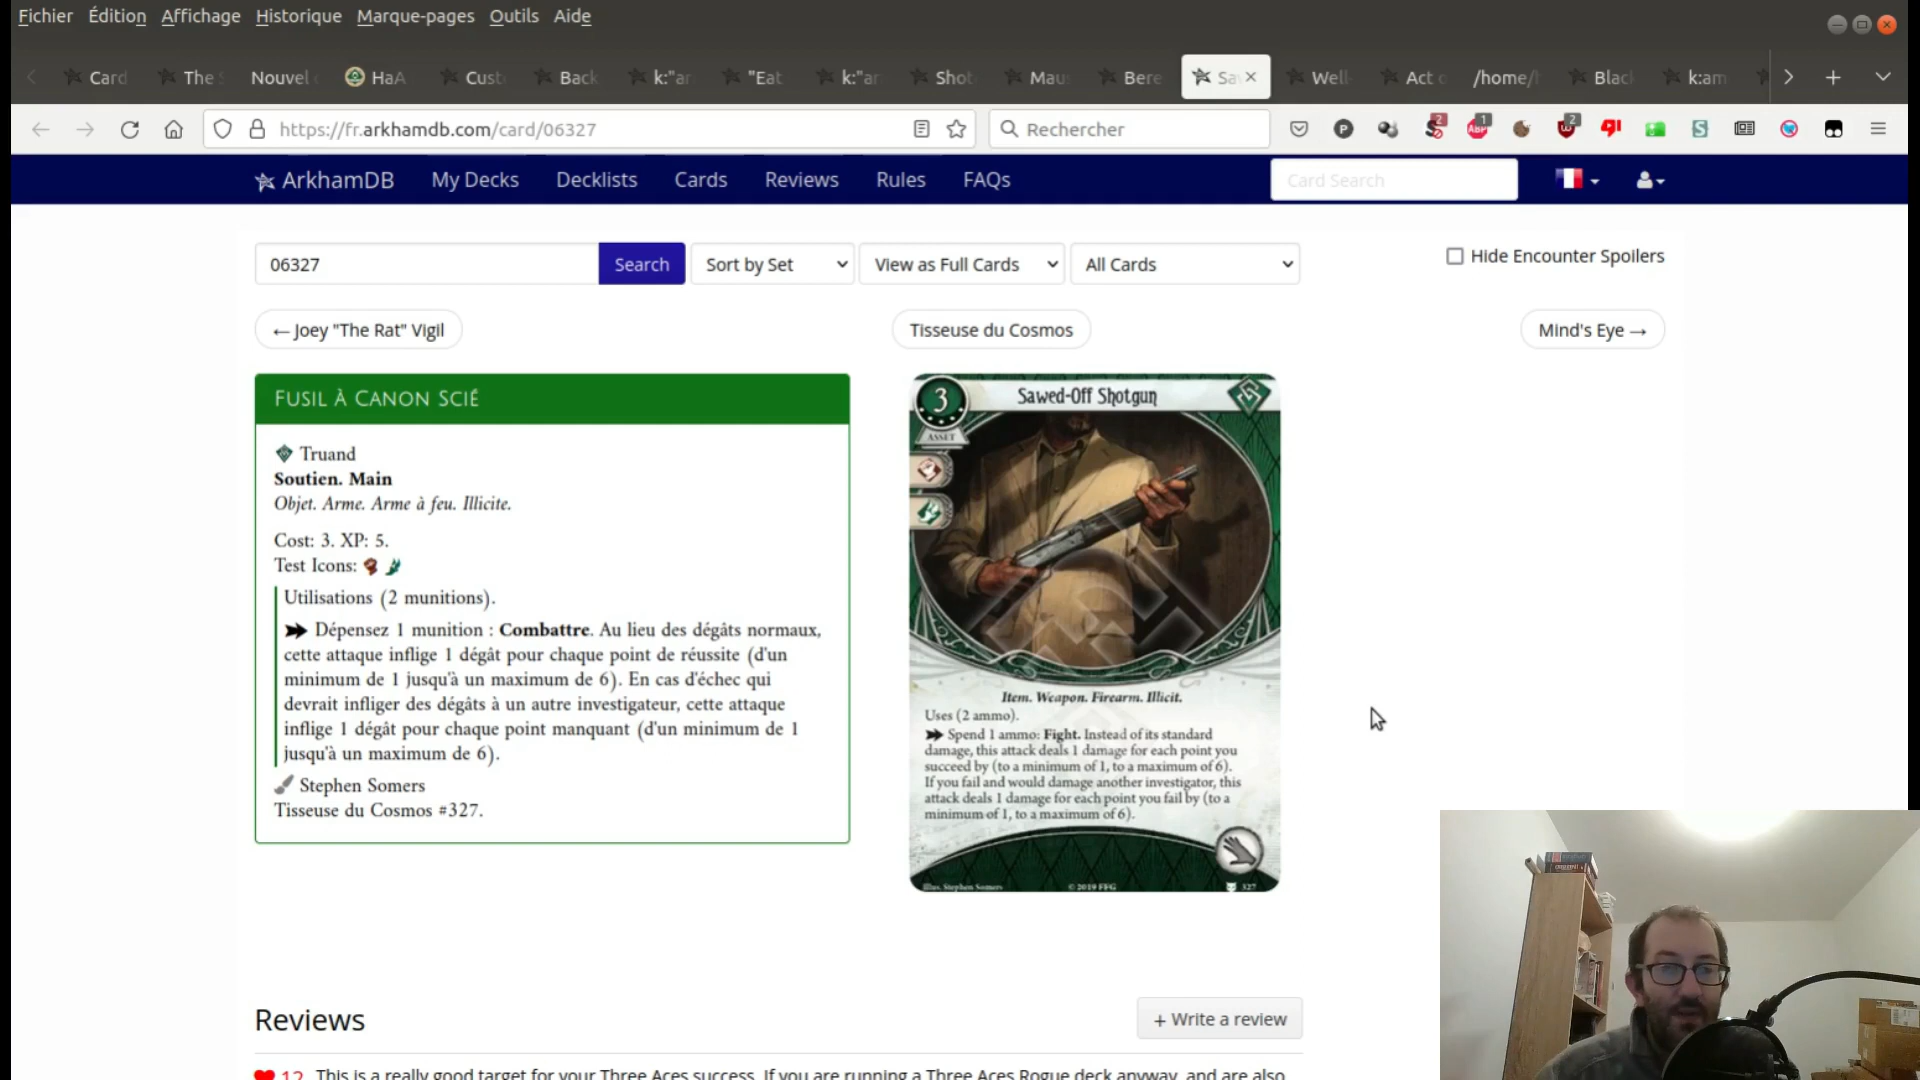 Fichier Édition Affichage Historique Marque-pages Outils Aide
Card The Nouvel HaA Cust Back k:"ar "Eat k:"ar Shot Mau Bere Sa Well Act o /home/ Blac k:am
https://fr.arkhamdb.com/card/06327 Rechercher
ArkhamDB My Decks Decklists Cards Reviews Rules FAQs Card Search
06327 Search Sort by Set View as Full Cards All Cards Hide Encounter Spoilers
← Joey "The Rat" Vigil Tisseuse du Cosmos Mind's Eye →
Fusil à Canon Scié
Truand
Soutien. Main
Objet. Arme. Arme à feu. Illicite.
Cost: 3. XP: 5.
Test Icons:
Utilisations (2 munitions).
Dépensez 1 munition : Combattre. Au lieu des dégâts normaux,
cette attaque inflige 1 dégât pour chaque point de réussite (d'un
minimum de 1 jusqu'à un maximum de 6). En cas d'échec qui
devrait infliger des dégâts à un autre investigateur, cette attaque
inflige 1 dégât pour chaque point manquant (d'un minimum de 1
jusqu'à un maximum de 6).
Stephen Somers
Tisseuse du Cosmos #327.
3 Sawed-Off Shotgun
ASSET
Item. Weapon. Firearm. Illicit.
Uses (2 ammo).
Spend 1 ammo: Fight. Instead of its standard
damage, this attack deals 1 damage for each point you
succeed by (to a minimum of 1, to a maximum of 6).
If you fail and would damage another investigator, this
attack deals 1 damage for each point you fail by (to a
minimum of 1, to a maximum of 6).
Illus. Stephen Somers © 2019 FFG 327
Reviews + Write a review
12 This is a really good target for your Three Aces success. If you are running a Three Aces Rogue deck anyway, and are also